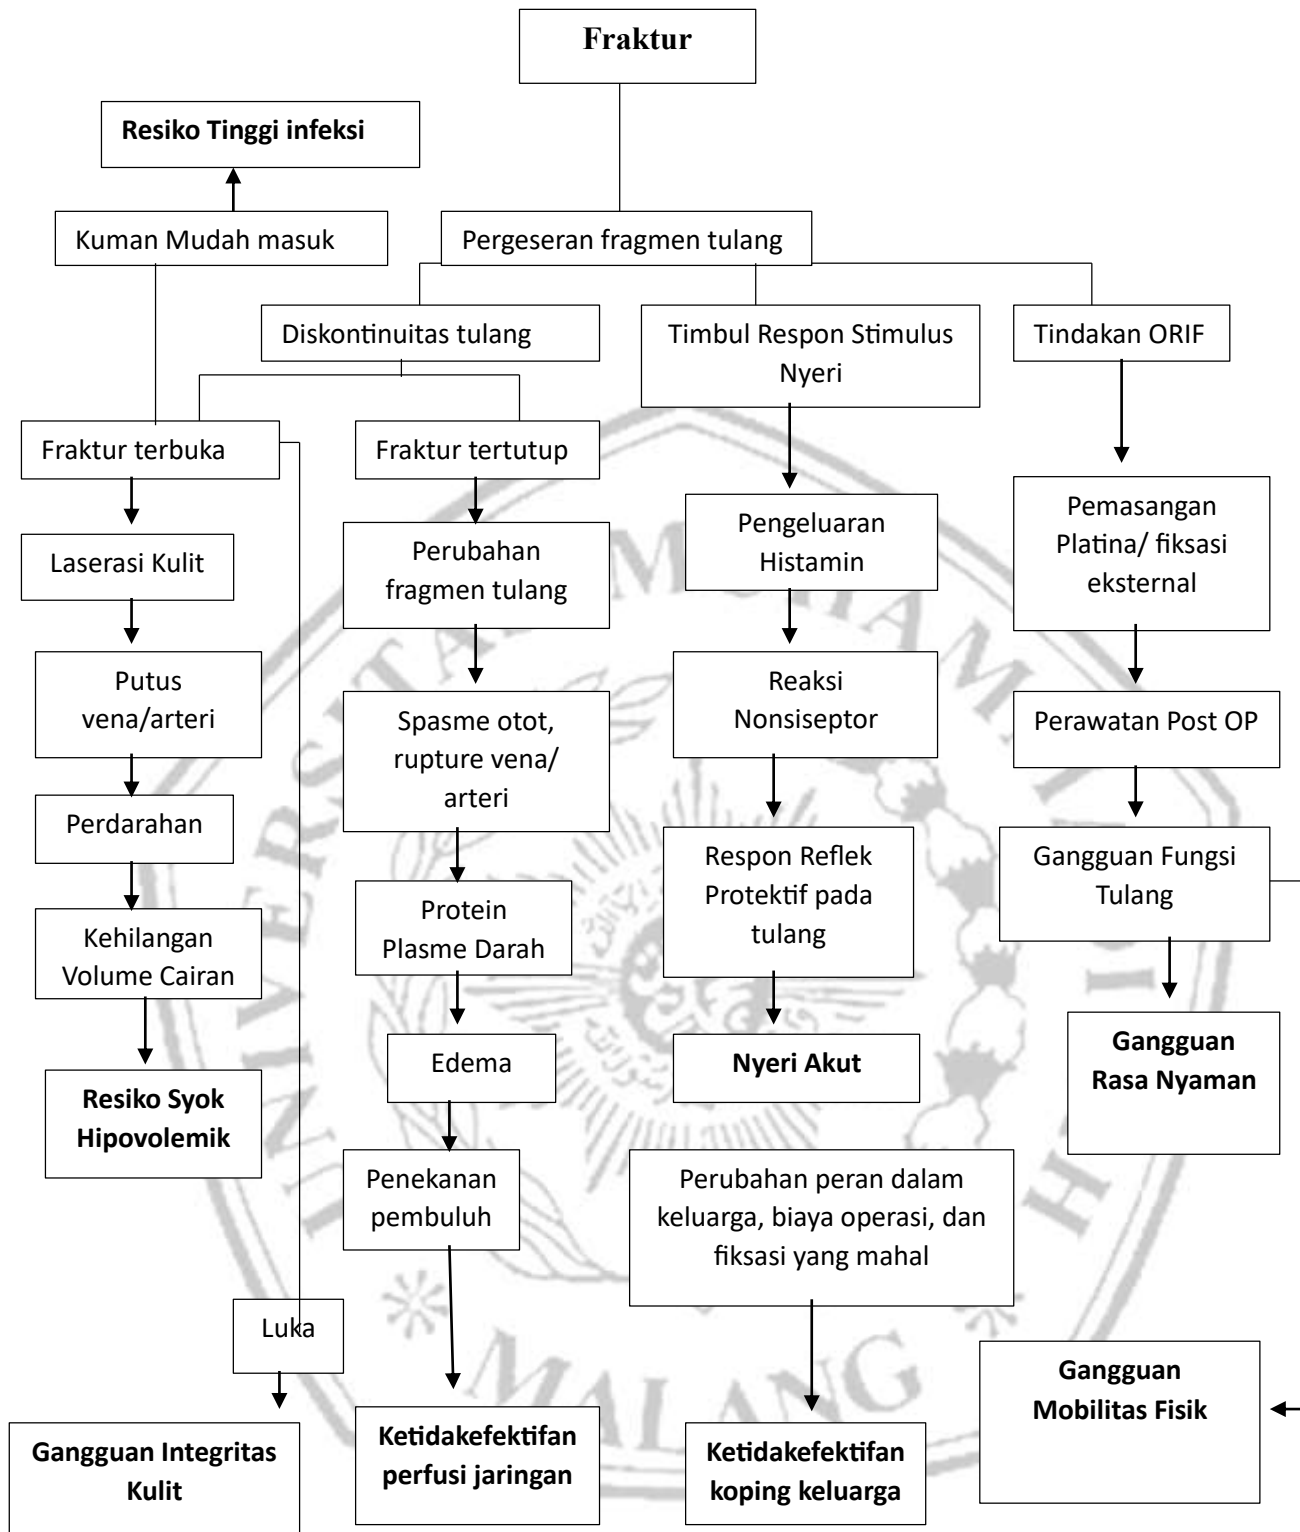 Fraktur
Resiko Tinggi infeksi
Kuman Mudah masuk
Pergeseran fragmen tulang
Diskontinuitas tulang
Timbul Respon Stimulus
Nyeri
Tindakan ORIF
Fraktur terbuka
Fraktur tertutup
Pengeluaran
Histamin
Pemasangan
Platina/ fiksasi
eksternal
Laserasi Kulit
Perubahan
fragmen tulang
Putus
vena/arteri
Spasme otot,
rupture vena/
arteri
Reaksi
Nonsiseptor
Perawatan Post OP
Perdarahan
Protein
Plasme Darah
Respon Reflek
Protektif pada
tulang
Gangguan Fungsi
Tulang
Kehilangan
Volume Cairan
Edema
Nyeri Akut
Gangguan
Rasa Nyaman
Resiko Syok
Hipovolemik
Penekanan
pembuluh
Perubahan peran dalam
keluarga, biaya operasi, dan
fiksasi yang mahal
Luka
Gangguan
Mobilitas Fisik
Gangguan Integritas
Kulit
Ketidakefektifan
perfusi jaringan
Ketidakefektifan
koping keluarga
MALANG